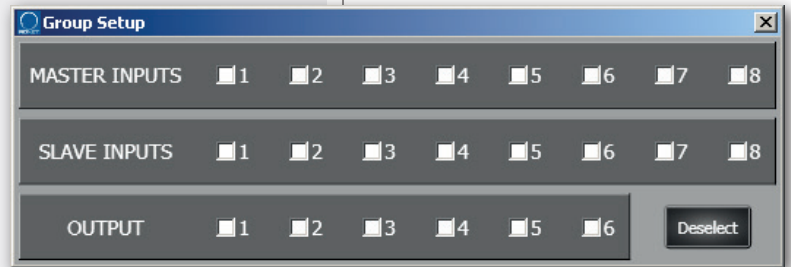 Group Setup
MASTER INPUTS 1 2 3 4 5 6 7 8
SLAVE INPUTS 1 2 3 4 5 6 7 8
OUTPUT 1 2 3 4 5 6 Deselect